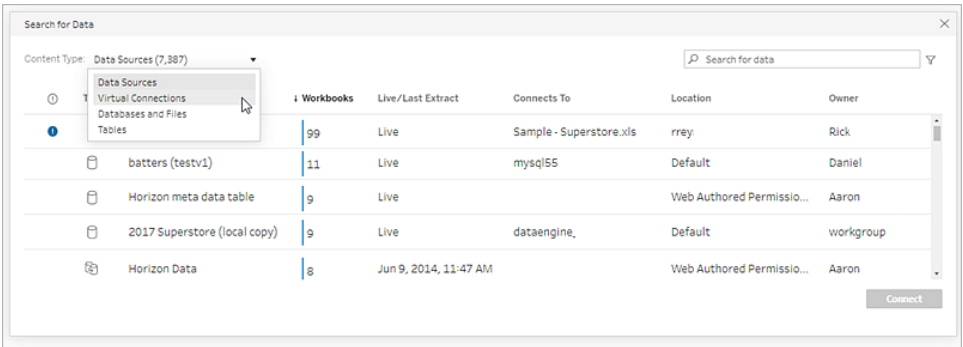 Search for Data
Content Type: Data Sources (7,387)
Search for data
Data Sources
Virtual Connections
Databases and Files
Tables
T ↓ Workbooks Live/Last Extract Connects To Location Owner
99 Live Sample - Superstore.xls rrey Rick
batters (testv1) 11 Live mysql55 Default Daniel
Horizon meta data table 9 Live Web Authored Permissio... Aaron
2017 Superstore (local copy) 9 Live dataengine, Default workgroup
Horizon Data 8 Jun 9, 2014, 11:47 AM Web Authored Permissio... Aaron
Connect